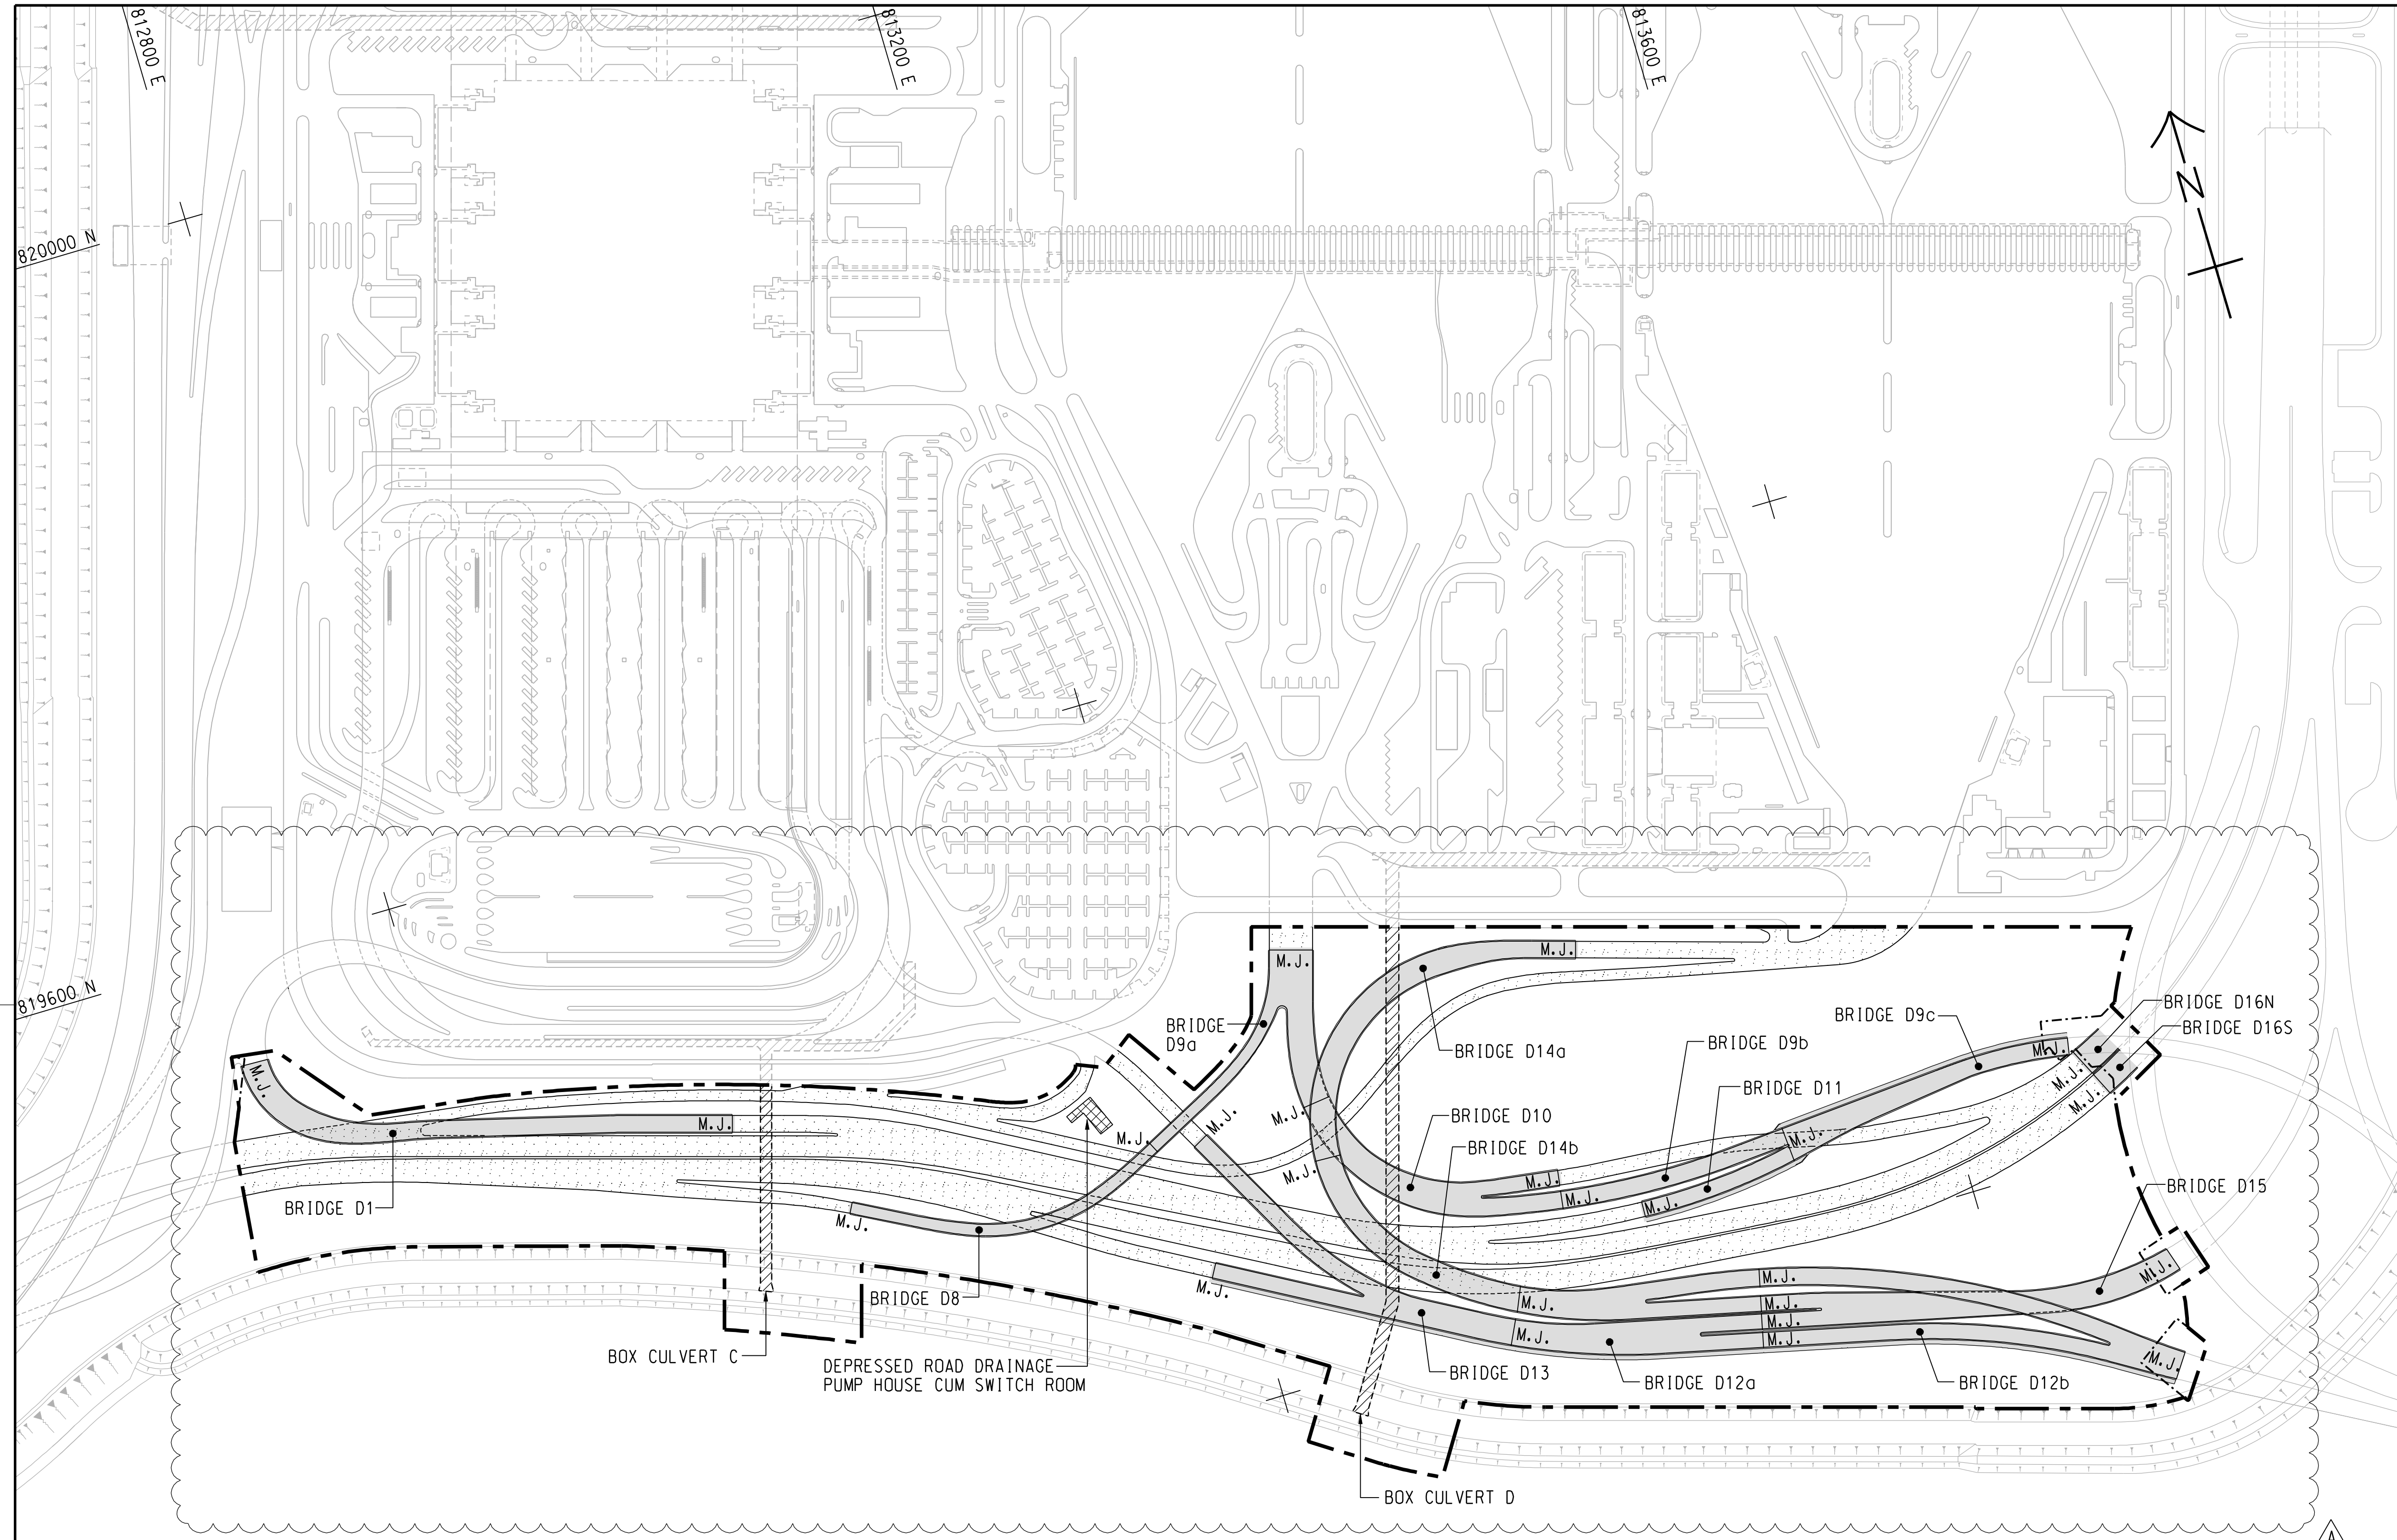 812800 E
813200 E
813600 E
N
820000 N
819600 N
M.J.
M.J.
BRIDGE D16N
BRIDGE D9c
BRIDGE D16S
BRIDGE
D9a
BRIDGE D9b
BRIDGE D14a
M.J.
M.J.
M.J.
BRIDGE D11
M.J.
M.J.
M.J.
M.J.
BRIDGE D10
M.J.
M.J.
M.J.
BRIDGE D14b
M.J.
M.J.
BRIDGE D15
M.J.
M.J.
BRIDGE D1
M.J.
M.J.
M.J.
M.J.
BRIDGE D8
M.J.
M.J.
M.J.
M.J.
M.J.
BOX CULVERT C
M.J.
DEPRESSED ROAD DRAINAGE
PUMP HOUSE CUM SWITCH ROOM
BRIDGE D13
BRIDGE D12a
BRIDGE D12b
BOX CULVERT D
A